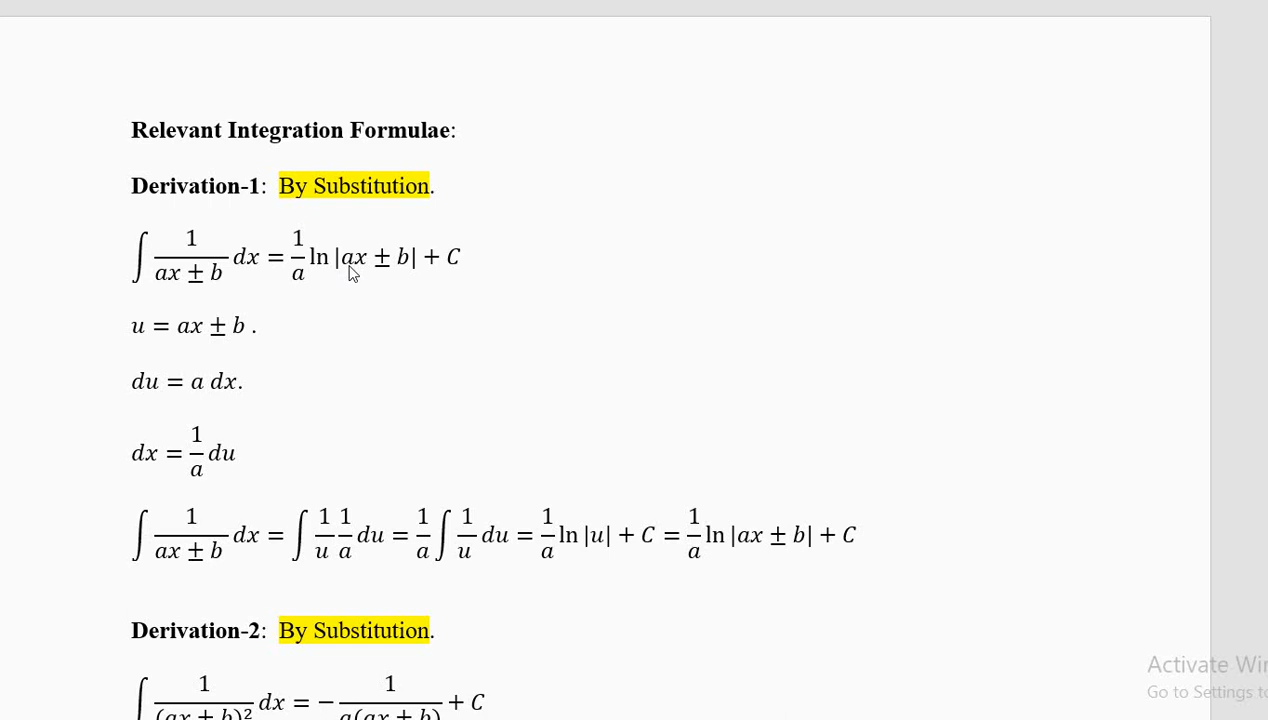 Relevant Integration Formulae:
Derivation-1: By Substitution.
∫ 1/(ax ± b) dx = 1/a ln |ax ± b| + C
u = ax ± b .
du = a dx.
dx = 1/a du
∫ 1/(ax ± b) dx = ∫ 1/u 1/a du = 1/a ∫ 1/u du = 1/a ln |u| + C = 1/a ln |ax ± b| + C
Derivation-2: By Substitution.
∫ 1/(ax ± b)² dx = − 1/(a(ax ± b)) + C
Activate Win
Go to Settings to